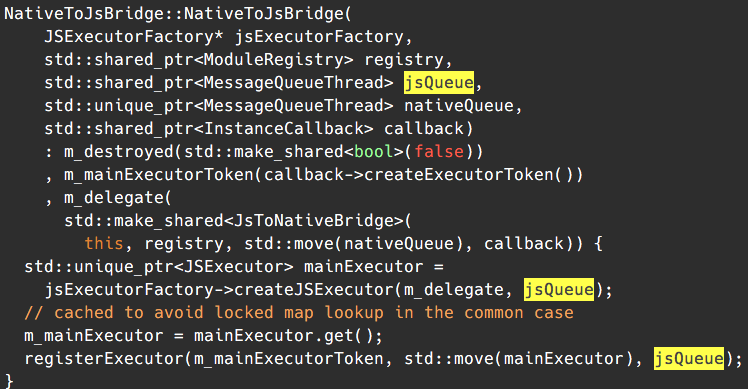 NativeToJsBridge::NativeToJsBridge(
    JSExecutorFactory* jsExecutorFactory,
    std::shared_ptr<ModuleRegistry> registry,
    std::shared_ptr<MessageQueueThread> jsQueue,
    std::unique_ptr<MessageQueueThread> nativeQueue,
    std::shared_ptr<InstanceCallback> callback)
    : m_destroyed(std::make_shared<bool>(false))
    , m_mainExecutorToken(callback->createExecutorToken())
    , m_delegate(
      std::make_shared<JsToNativeBridge>(
        this, registry, std::move(nativeQueue), callback)) {
  std::unique_ptr<JSExecutor> mainExecutor =
    jsExecutorFactory->createJSExecutor(m_delegate, jsQueue);
  // cached to avoid locked map lookup in the common case
  m_mainExecutor = mainExecutor.get();
  registerExecutor(m_mainExecutorToken, std::move(mainExecutor), jsQueue);
}